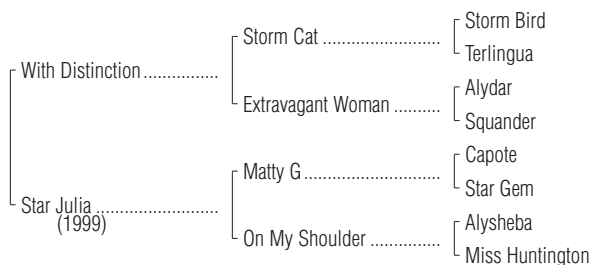 Storm Bird
Storm Cat ........................
Terlingua
With Distinction ...............
Alydar
Extravagant Woman ..........
Squander
Capote
Matty G ............................
Star Gem
Star Julia .........................
(1999)
Alysheba
On My Shoulder ...............
Miss Huntington